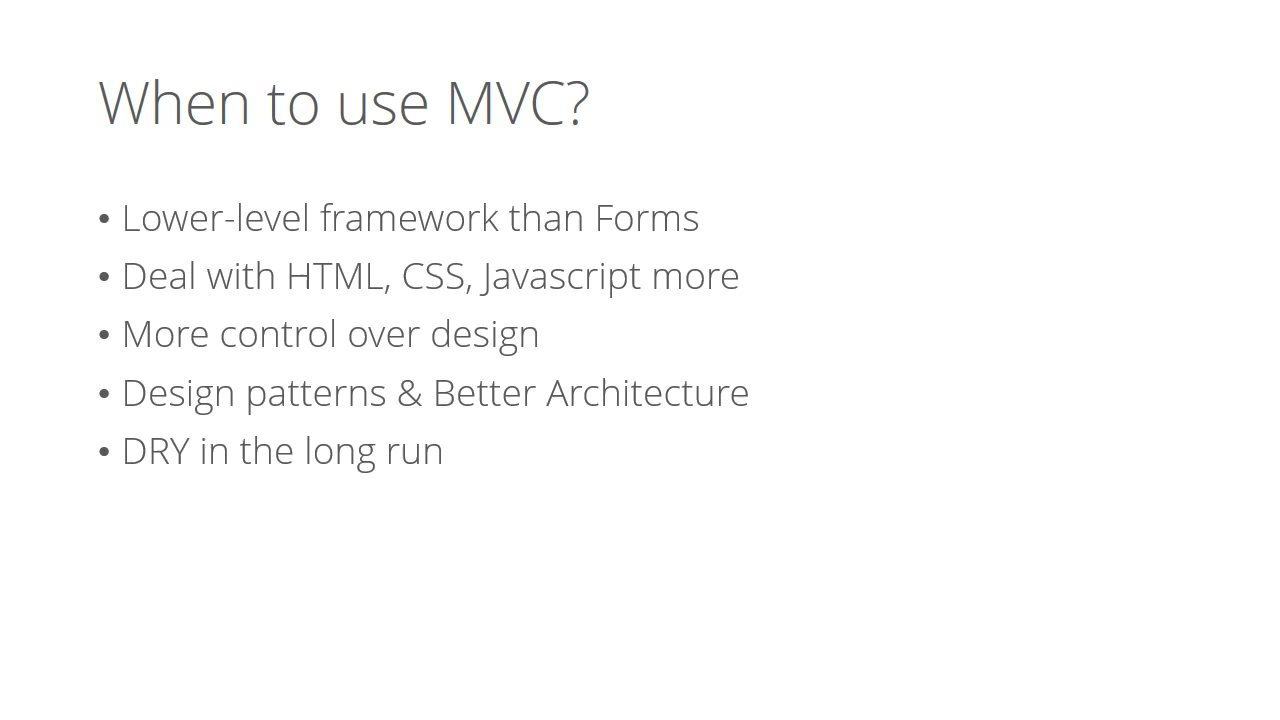 When to use MVC?
• Lower-level framework than Forms
• Deal with HTML, CSS, Javascript more
• More control over design
• Design patterns & Better Architecture
• DRY in the long run